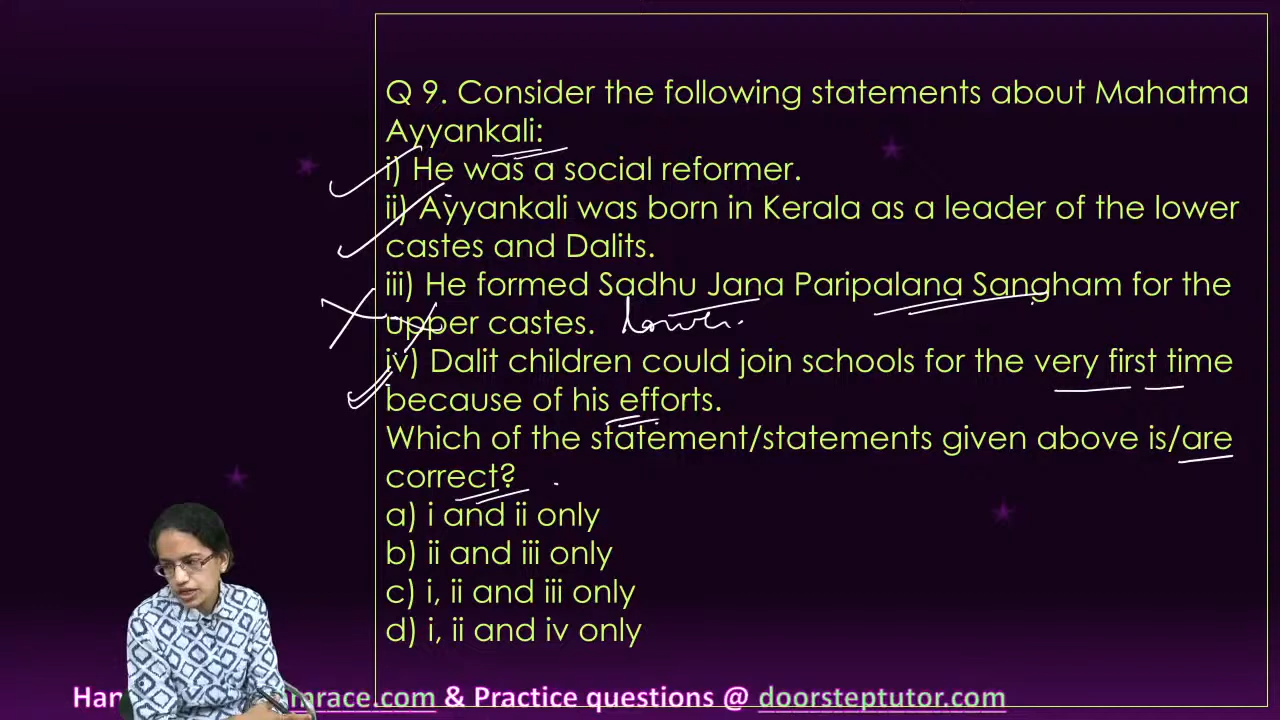 Q 9. Consider the following statements about Mahatma
Ayyankali:
i) He was a social reformer.
ii) Ayyankali was born in Kerala as a leader of the lower
castes and Dalits.
iii) He formed Sadhu Jana Paripalana Sangham for the
upper castes. Lower.
iv) Dalit children could join schools for the very first time
because of his efforts.
Which of the statement/statements given above is/are
correct?
a) i and ii only
b) ii and iii only
c) i, ii and iii only
d) i, ii and iv only
& Practice questions @ doorsteptutor.com